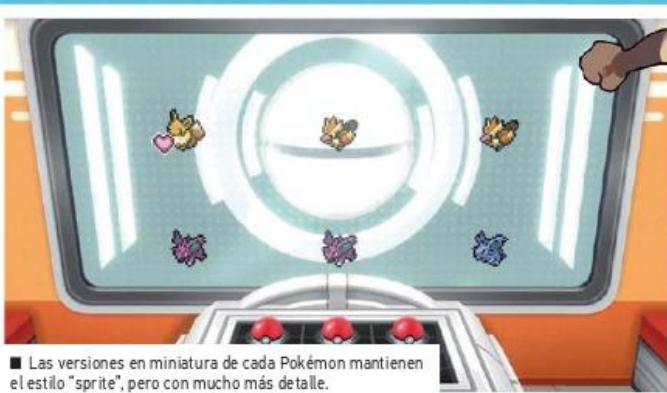 ■ Las versiones en miniatura de cada Pokémon mantienen
el estilo "sprite", pero con mucho más detalle.